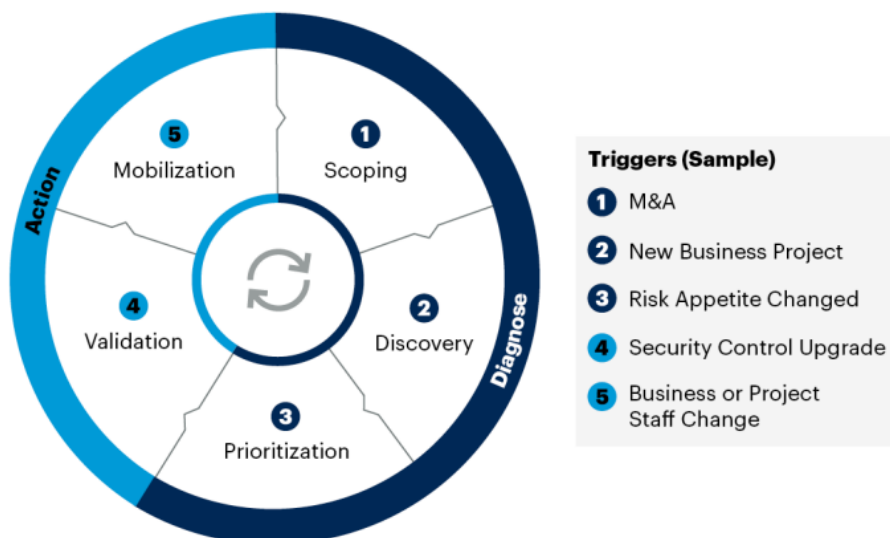 5
Mobilization
1
Scoping
Action
4
Validation
2
Discovery
Diagnose
3
Prioritization
Triggers (Sample)
1 M&A
2 New Business Project
3 Risk Appetite Changed
4 Security Control Upgrade
5 Business or Project
Staff Change